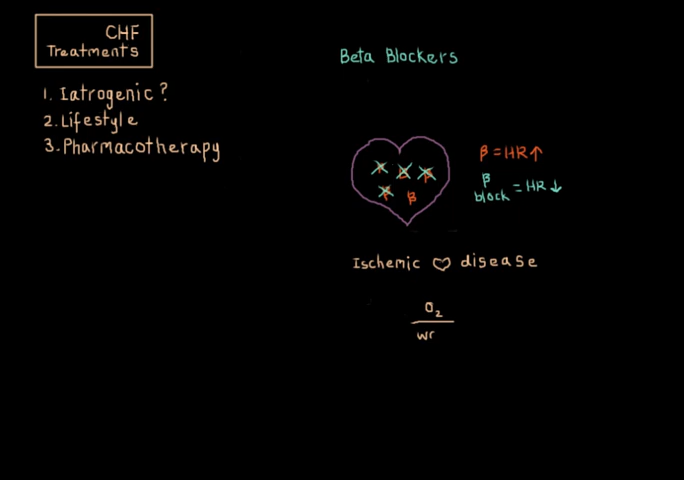 CHF
Treatments
1. Iatrogenic?
2. Lifestyle
3. Pharmacotherapy
Beta Blockers
β
β = HR↑
β
block = HR↓
Ischemic ♡ disease
O₂
wr